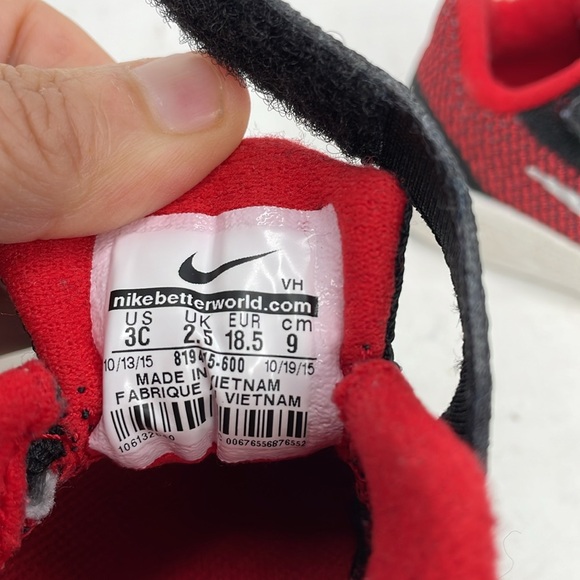 VH
nikebetterworld.com
US UK EUR cm
3C 2.5 18.5 9
10/13/15 10/19/15
MADE IN VIETNAM
FABRIQUE VIETNAM
00676556876552